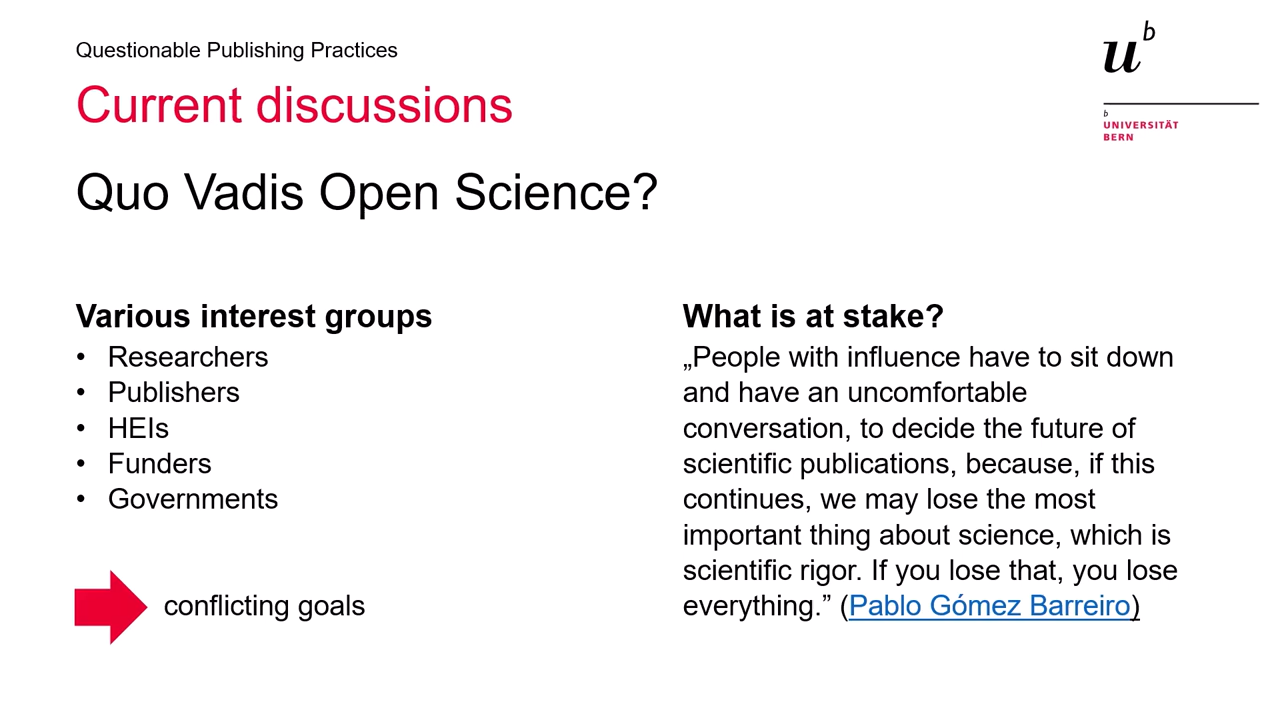 Questionable Publishing Practices
Current discussions
Quo Vadis Open Science?
u
b
b
UNIVERSITÄT
BERN
Various interest groups
• Researchers
• Publishers
• HEIs
• Funders
• Governments
conflicting goals
What is at stake?
„People with influence have to sit down
and have an uncomfortable
conversation, to decide the future of
scientific publications, because, if this
continues, we may lose the most
important thing about science, which is
scientific rigor. If you lose that, you lose
everything.” (Pablo Gómez Barreiro)